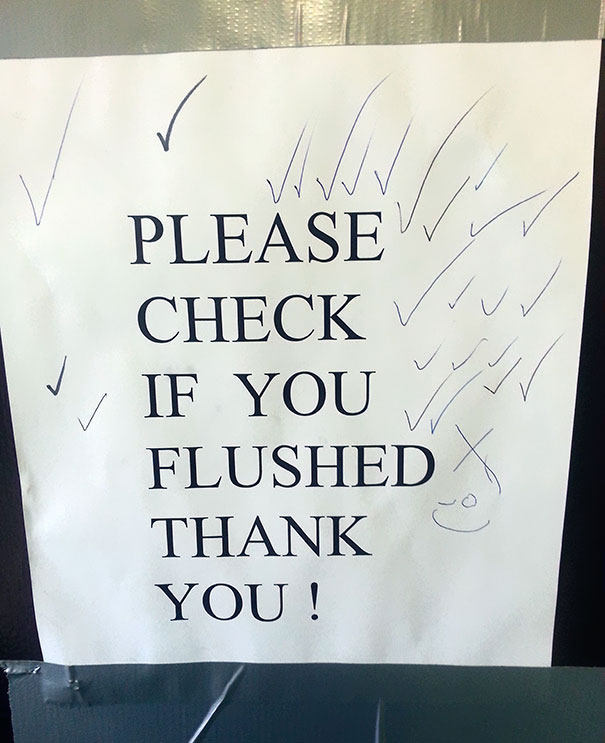 PLEASE
CHECK
IF YOU
FLUSHED
THANK
YOU !